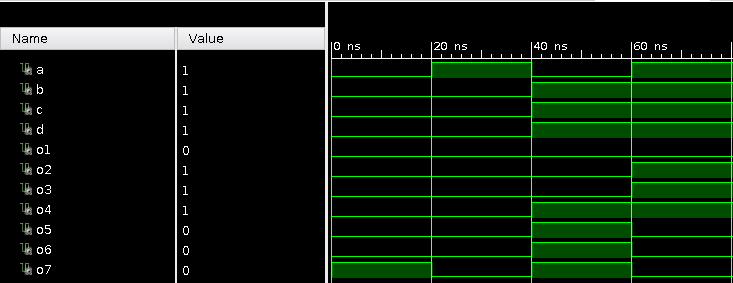 Name Value
0 ns 20 ns 40 ns 60 ns
a 1
b 1
c 1
d 1
o1 0
o2 1
o3 1
o4 1
o5 0
o6 0
o7 0